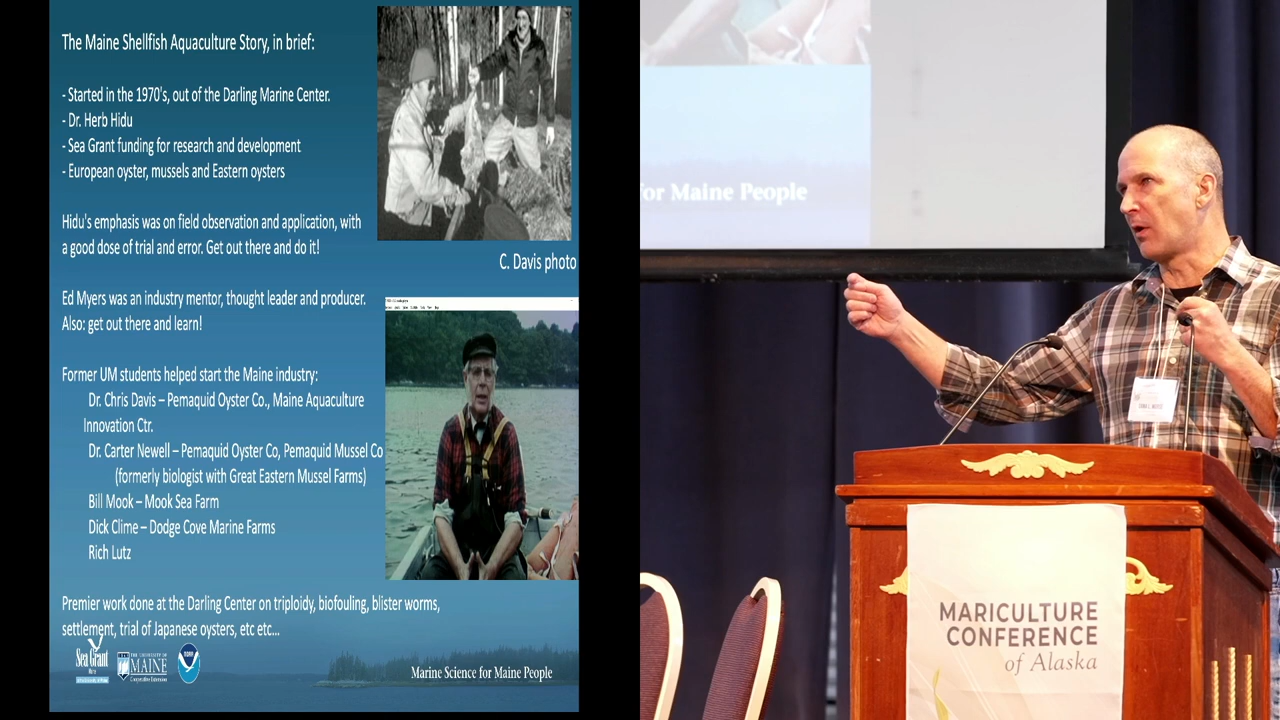 The Maine Shellfish Aquaculture Story, in brief:
- Started in the 1970's, out of the Darling Marine Center.
- Dr. Herb Hidu
- Sea Grant funding for research and development
- European oyster, mussels and Eastern oysters
Hidu's emphasis was on field observation and application, with
a good dose of trial and error. Get out there and do it!
C. Davis photo
Ed Myers was an industry mentor, thought leader and producer.
Also: get out there and learn!
Former UM students helped start the Maine industry:
Dr. Chris Davis – Pemaquid Oyster Co., Maine Aquaculture
Innovation Ctr.
Dr. Carter Newell – Pemaquid Oyster Co, Pemaquid Mussel Co
(formerly biologist with Great Eastern Mussel Farms)
Bill Mook – Mook Sea Farm
Dick Clime – Dodge Cove Marine Farms
Rich Lutz
Premier work done at the Darling Center on triploidy, biofouling, blister worms,
settlement, trial of Japanese oysters, etc etc...
Sea Grant
THE UNIVERSITY OF
MAINE
Cooperative Extension
NOAA
Marine Science for Maine People
for Maine People
MARICULTURE
CONFERENCE
of Alaska